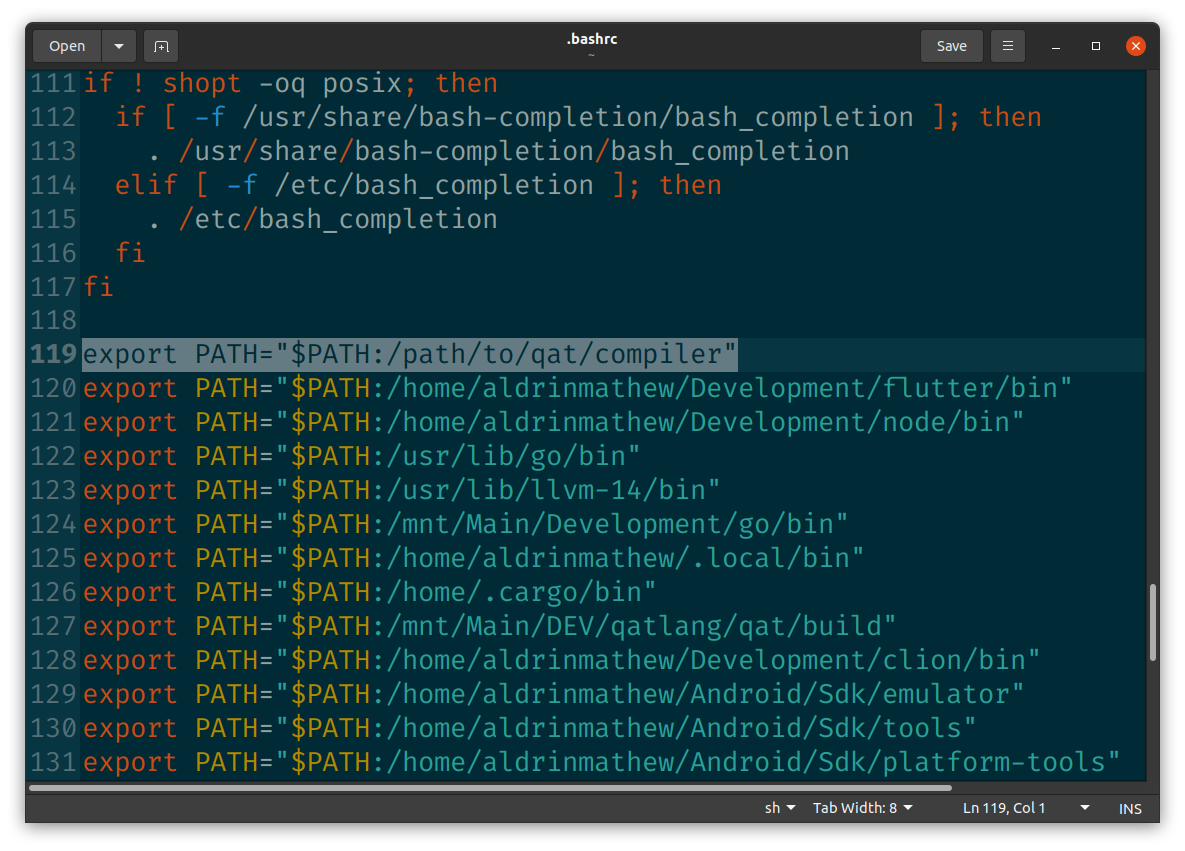 Open
.bashrc
~
Save
111 if ! shopt -oq posix; then
112   if [ -f /usr/share/bash-completion/bash_completion ]; then
113     . /usr/share/bash-completion/bash_completion
114   elif [ -f /etc/bash_completion ]; then
115     . /etc/bash_completion
116   fi
117 fi
118
119 export PATH="$PATH:/path/to/qat/compiler"
120 export PATH="$PATH:/home/aldrinmathew/Development/flutter/bin"
121 export PATH="$PATH:/home/aldrinmathew/Development/node/bin"
122 export PATH="$PATH:/usr/lib/go/bin"
123 export PATH="$PATH:/usr/lib/llvm-14/bin"
124 export PATH="$PATH:/mnt/Main/Development/go/bin"
125 export PATH="$PATH:/home/aldrinmathew/.local/bin"
126 export PATH="$PATH:/home/.cargo/bin"
127 export PATH="$PATH:/mnt/Main/DEV/qatlang/qat/build"
128 export PATH="$PATH:/home/aldrinmathew/Development/clion/bin"
129 export PATH="$PATH:/home/aldrinmathew/Android/Sdk/emulator"
130 export PATH="$PATH:/home/aldrinmathew/Android/Sdk/tools"
131 export PATH="$PATH:/home/aldrinmathew/Android/Sdk/platform-tools"
sh Tab Width: 8 Ln 119, Col 1 INS